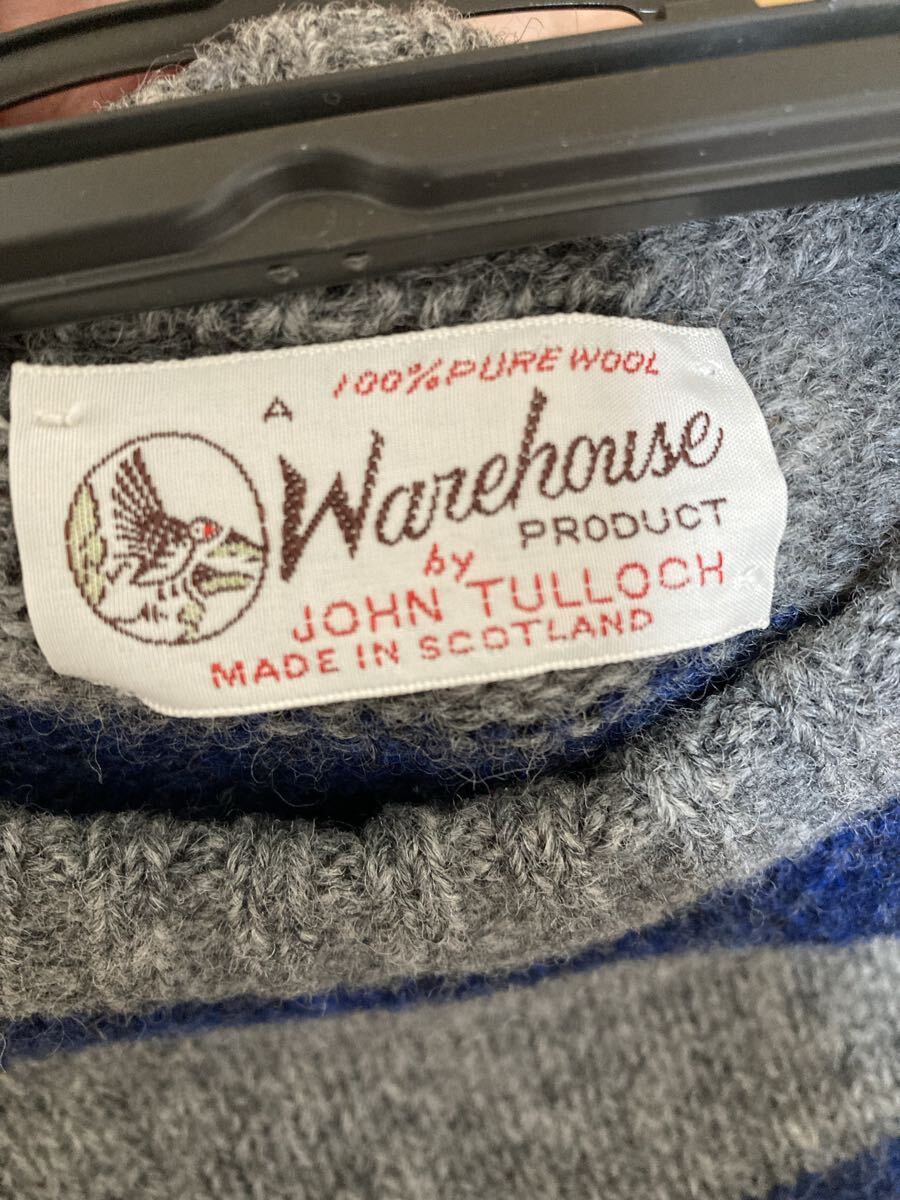 100% PURE WOOL
A Warehouse
PRODUCT
by
JOHN TULLOCH
MADE IN SCOTLAND